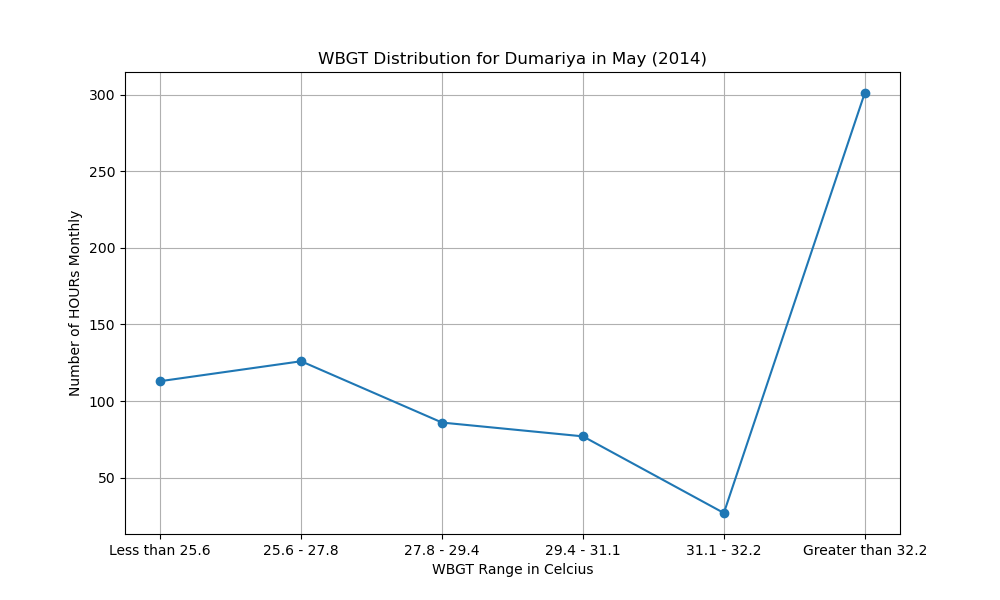 WBGT Distribution for Dumariya in May (2014)
Number of HOURs Monthly
300
250
200
150
100
50
Less than 25.6
25.6 - 27.8
27.8 - 29.4
29.4 - 31.1
31.1 - 32.2
Greater than 32.2
WBGT Range in Celcius